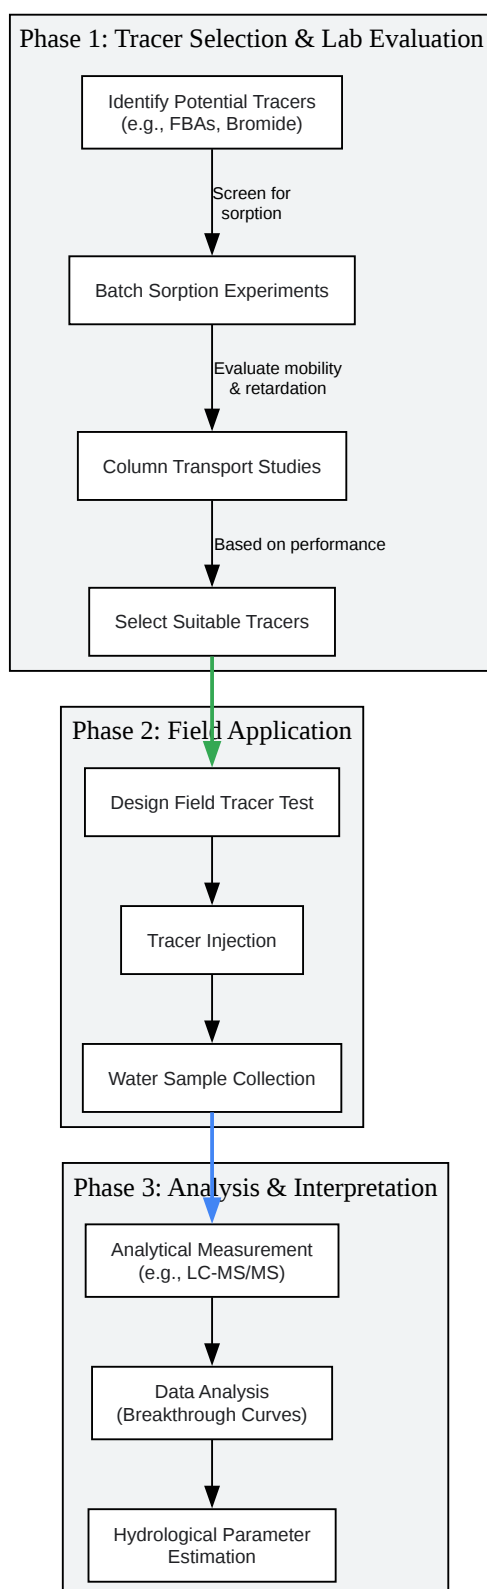 Phase 1: Tracer Selection & Lab Evaluation
Identify Potential Tracers
(e.g., FBAs, Bromide)
Screen for
sorption
Batch Sorption Experiments
Evaluate mobility
& retardation
Column Transport Studies
Based on performance
Select Suitable Tracers
Phase 2: Field Application
Design Field Tracer Test
Tracer Injection
Water Sample Collection
Phase 3: Analysis & Interpretation
Analytical Measurement
(e.g., LC-MS/MS)
Data Analysis
(Breakthrough Curves)
Hydrological Parameter
Estimation